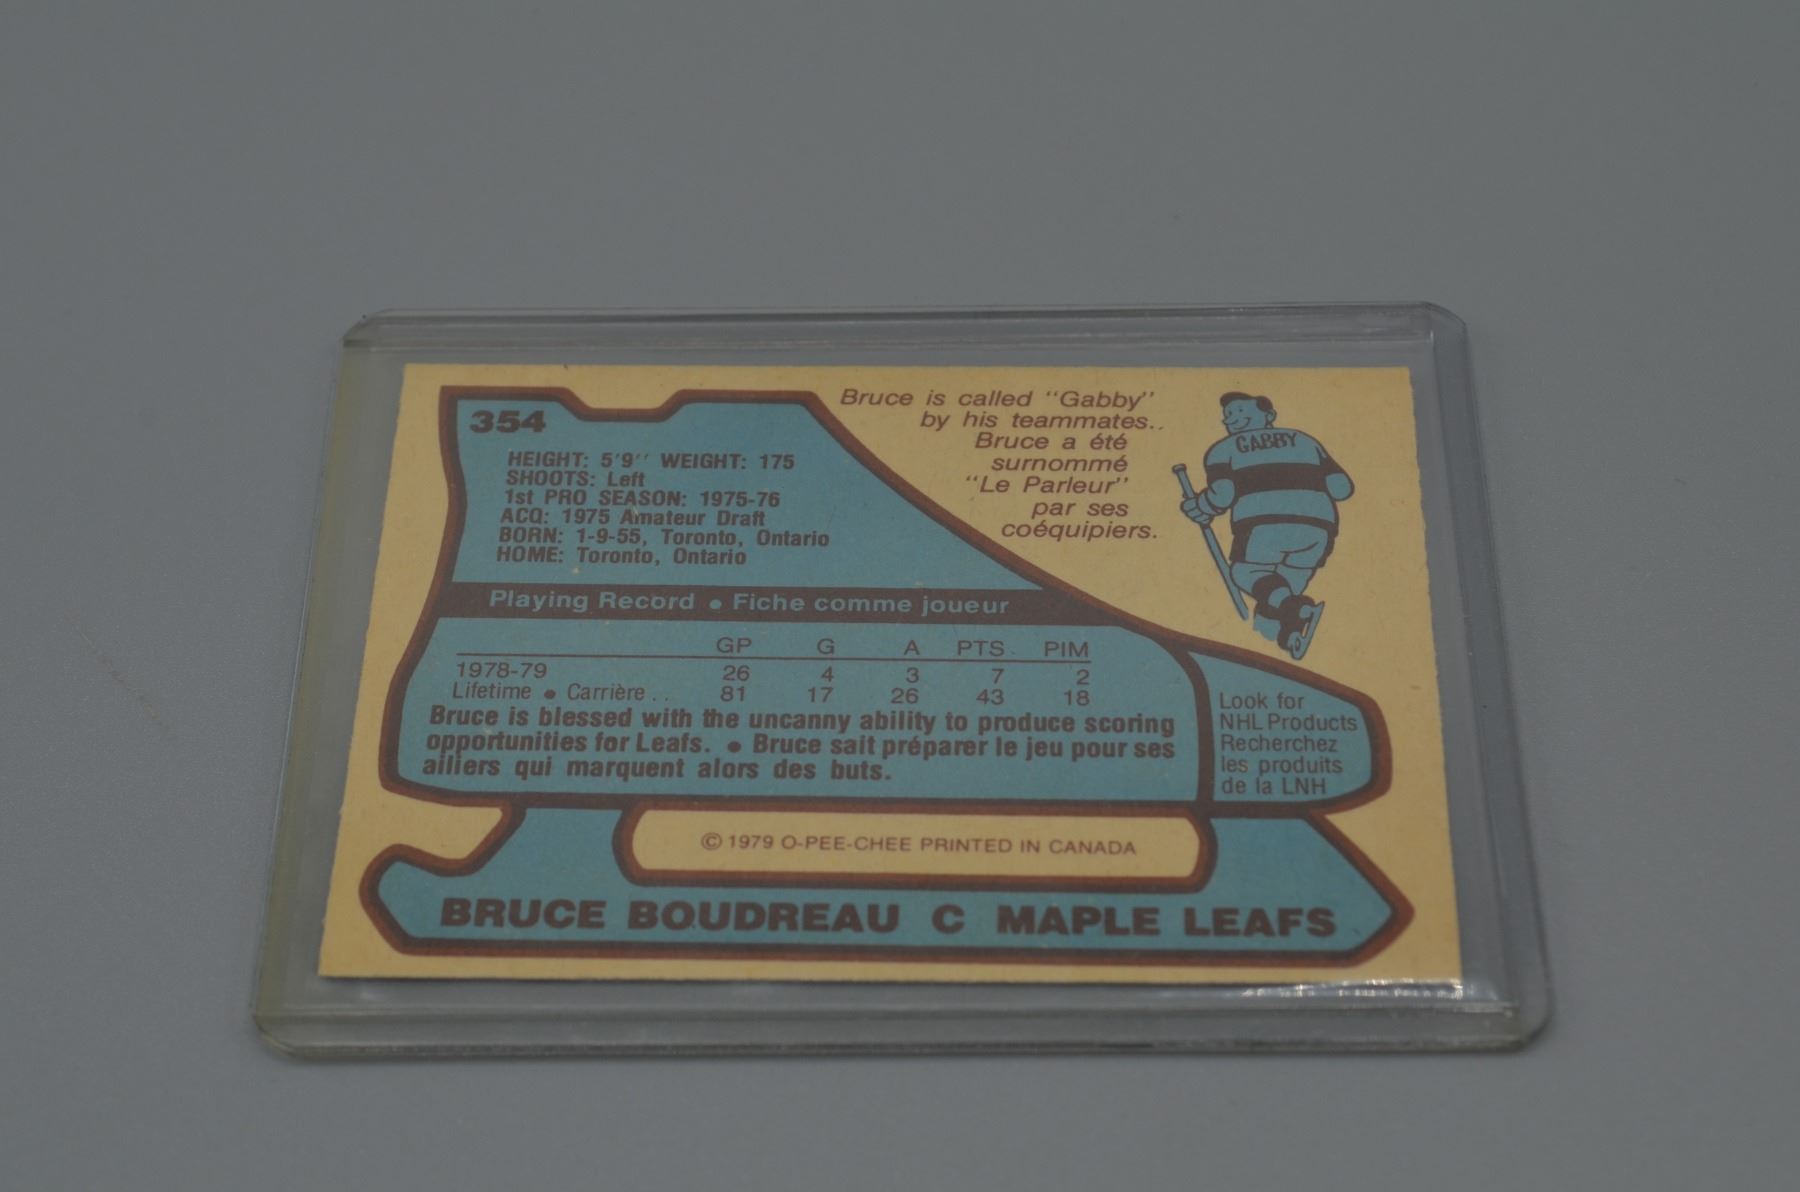 354
HEIGHT: 5'9'' WEIGHT: 175
SHOOTS: Left
1st PRO SEASON: 1975-76
ACQ: 1975 Amateur Draft
BORN: 1-9-55, Toronto, Ontario
HOME: Toronto, Ontario
Bruce is called "Gabby"
by his teammates..
Bruce a été
surnommé
"Le Parleur"
par ses
coéquipiers.
GABBY
Playing Record • Fiche comme joueur
GP G A PTS. PIM
1978-79 26 4 3 7 2
Lifetime • Carrière .. 81 17 26 43 18
Bruce is blessed with the uncanny ability to produce scoring
opportunities for Leafs. • Bruce sait préparer le jeu pour ses
ailiers qui marquent alors des buts.
Look for
NHL Products
Recherchez
les produits
de la LNH
© 1979 O-PEE-CHEE PRINTED IN CANADA
BRUCE BOUDREAU C MAPLE LEAFS